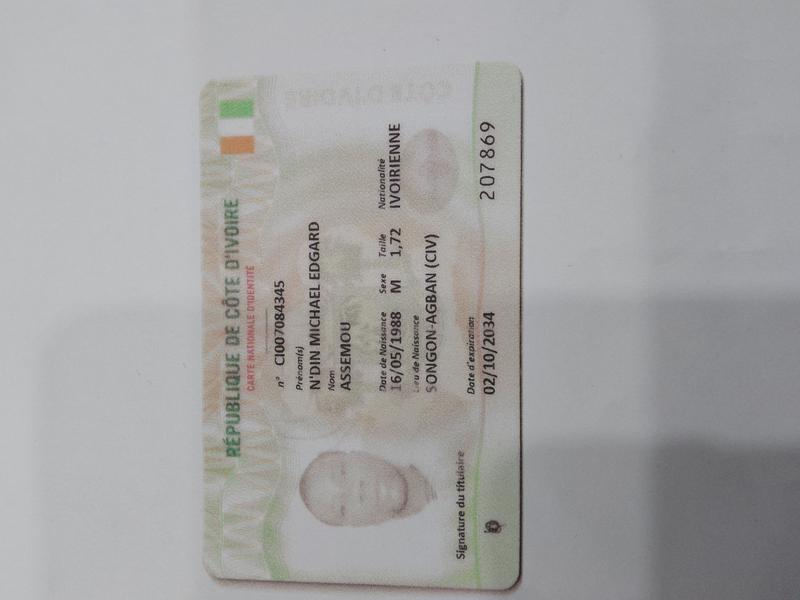 RÉPUBLIQUE DE CÔTE D'IVOIRE
CARTE NATIONALE D'IDENTITÉ
CÔTE D'IVOIRE
n° CI007084345
Prénom(s)
N'DIN MICHAEL EDGARD
Nom
ASSEMOU
Date de Naissance Sexe Taille Nationalité
16/05/1988 M 1,72 IVOIRIENNE
Lieu de Naissance
SONGON-AGBAN (CIV)
Signature du titulaire
Date d'expiration
02/10/2034
207869